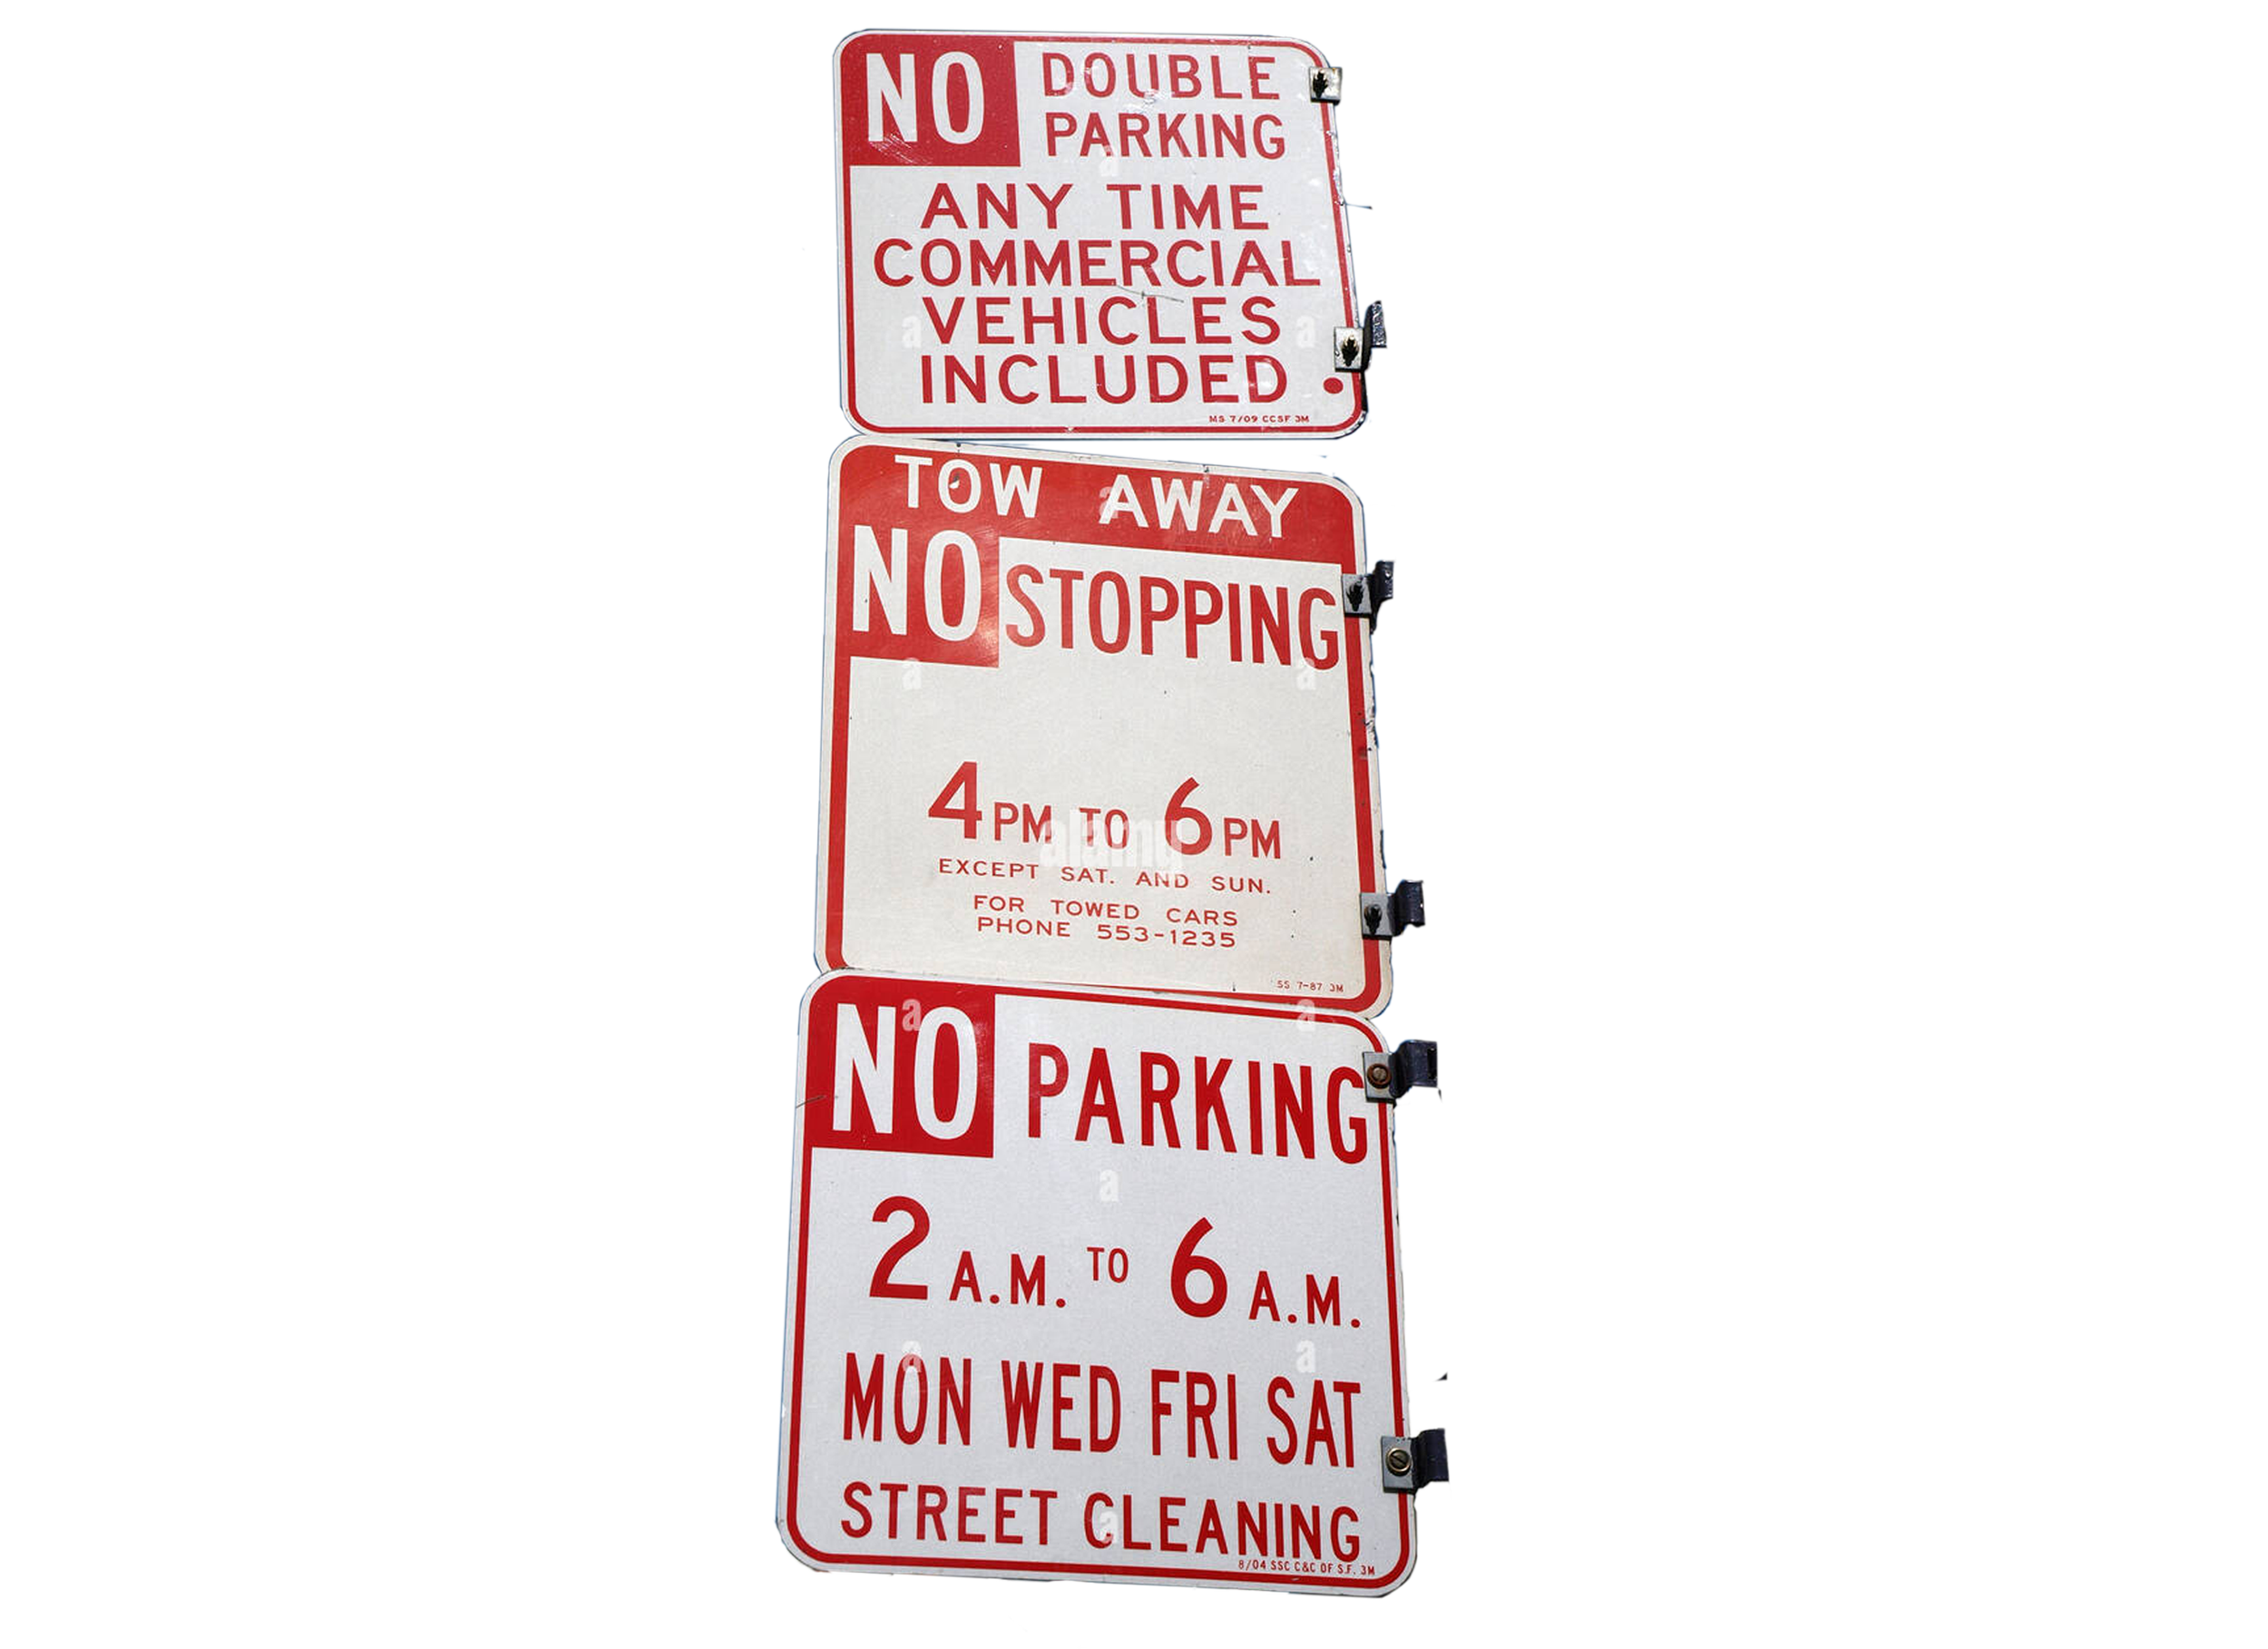 NO DOUBLE
PARKING
ANY TIME
COMMERCIAL
VEHICLES
INCLUDED
MS 7/09 CCSF 3M
TOW AWAY
NO STOPPING
4 PM TO 6 PM
EXCEPT SAT. AND SUN.
FOR TOWED CARS
PHONE 553-1235
SS 7-87 3M
NO PARKING
2 A.M. TO 6 A.M.
MON WED FRI SAT
STREET CLEANING
8/04 SSC C&C OF S.F. 3M
alamy